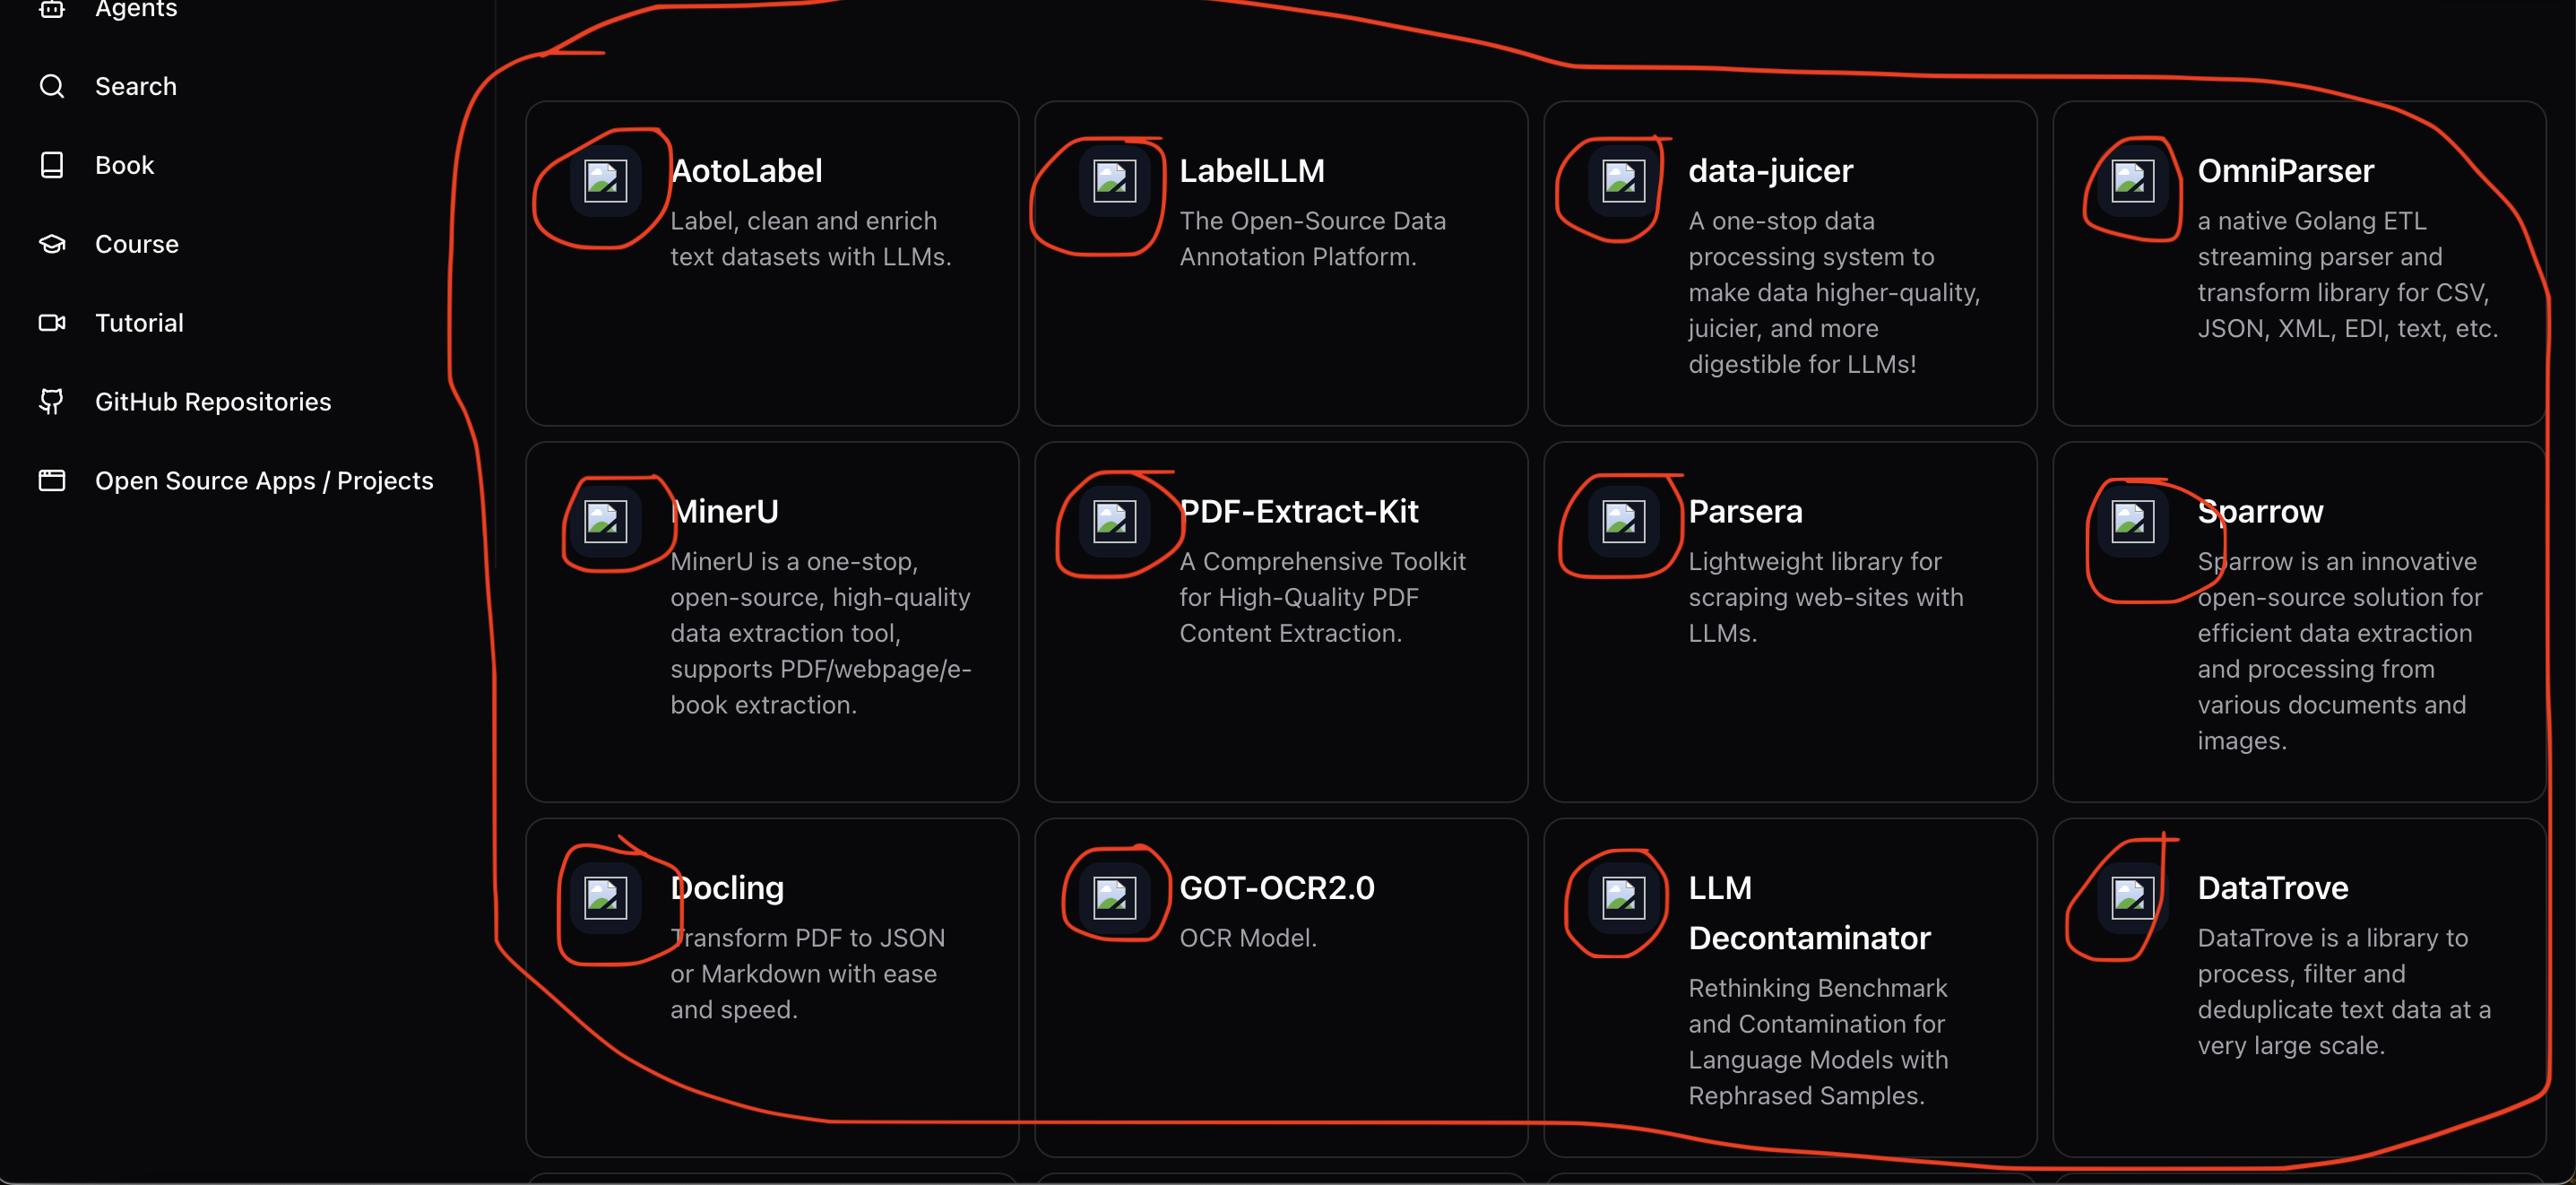 Agents
Search
Book
Course
Tutorial
GitHub Repositories
Open Source Apps / Projects
AotoLabel
Label, clean and enrich
text datasets with LLMs.
LabelLLM
The Open-Source Data
Annotation Platform.
data-juicer
A one-stop data
processing system to
make data higher-quality,
juicier, and more
digestible for LLMs!
OmniParser
a native Golang ETL
streaming parser and
transform library for CSV,
JSON, XML, EDI, text, etc.
MinerU
MinerU is a one-stop,
open-source, high-quality
data extraction tool,
supports PDF/webpage/e-
book extraction.
PDF-Extract-Kit
A Comprehensive Toolkit
for High-Quality PDF
Content Extraction.
Parsera
Lightweight library for
scraping web-sites with
LLMs.
Sparrow
Sparrow is an innovative
open-source solution for
efficient data extraction
and processing from
various documents and
images.
Docling
Transform PDF to JSON
or Markdown with ease
and speed.
GOT-OCR2.0
OCR Model.
LLM
Decontaminator
Rethinking Benchmark
and Contamination for
Language Models with
Rephrased Samples.
DataTrove
DataTrove is a library to
process, filter and
deduplicate text data at a
very large scale.